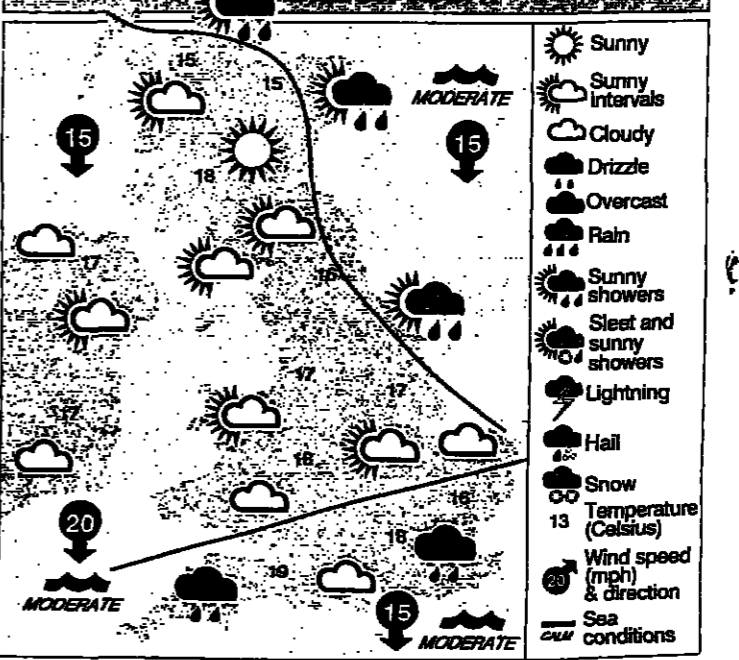 15
15
MODERATE
15
15
18
17
16
17
17
17
16
18
16
18
19
20
MODERATE
15
MODERATE
Sunny
Sunny
intervals
Cloudy
Drizzle
Overcast
Rain
Sunny
showers
Sleet and
sunny
showers
Lightning
Hail
Snow
13
Temperature
(Celsius)
20
Wind speed
(mph)
& direction
CALM
Sea
conditions